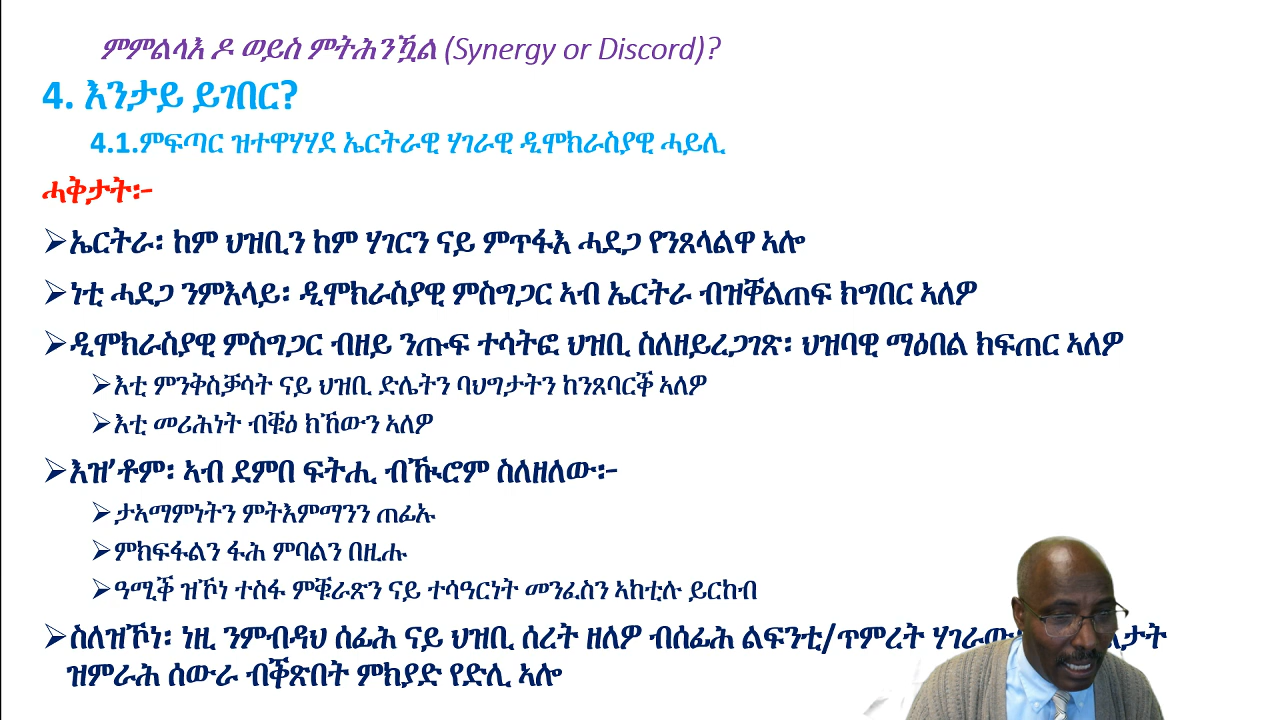 ምምልላእ ዶ ወይስ ምትሕንዃል (Synergy or Discord)?
4. እንታይ ይገበር?
4.1.ምፍጣር ዝተዋሃሃደ ኤርትራዊ ሃገራዊ ዲሞክራስያዊ ሓይሊ
ሓቅታት፦
➢ኤርትራ፡ ከም ህዝቢን ከም ሃገርን ናይ ምጥፋእ ሓደጋ የንጸላልዋ ኣሎ
➢ነቲ ሓደጋ ንምእላይ፡ ዲሞክራስያዊ ምስግጋር ኣብ ኤርትራ ብዝቐልጠፍ ክግበር ኣለዎ
➢ዲሞክራስያዊ ምስግጋር ብዘይ ንጡፍ ተሳትፎ ህዝቢ ስለዘይረጋገጽ፡ ህዝባዊ ማዕበል ክፍጠር ኣለዎ
➢እቲ ምንቅስቓሳት ናይ ህዝቢ ድሌትን ባህግታትን ከንጸባርቕ ኣለዎ
➢እቲ መሪሕነት ብቑዕ ክኸውን ኣለዎ
➢እዝ'ቶም፡ ኣብ ደምበ ፍትሒ ብዂሮም ስለዘለው፦
➢ታኣማምነትን ምትእምማንን ጠፊኡ
➢ምክፍፋልን ፋሕ ምባልን በዚሑ
➢ዓሚቕ ዝኾነ ተስፋ ምቑራጽን ናይ ተሳዓርነት መንፈስን ኣከቲሉ ይርከብ
➢ስለዝኾነ፡ ነዚ ንምብዳህ ሰፊሕ ናይ ህዝቢ ሰረት ዘለዎ ብሰፊሕ ልፍንቲ/ጥምረት
ዝምራሕ ሰውራ ብቕጽበት ምክያድ የድሊ ኣሎ